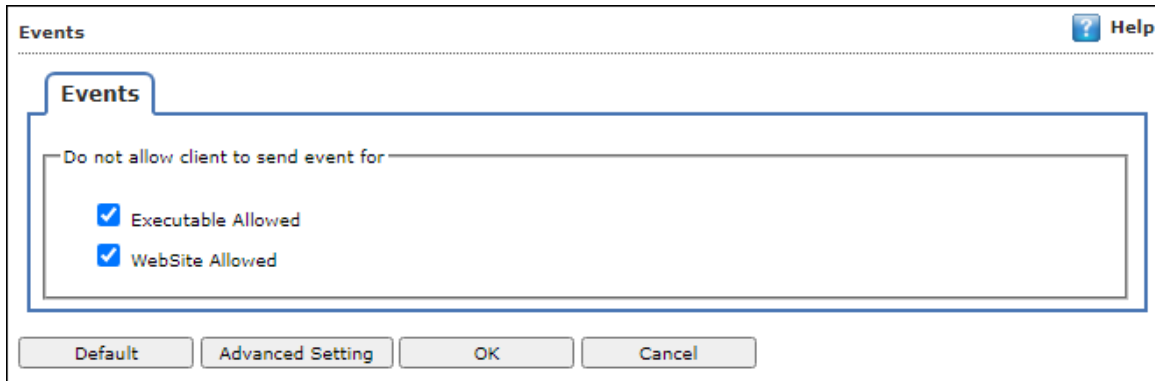 Events
? Help
Events
Do not allow client to send event for
Executable Allowed
WebSite Allowed
Default Advanced Setting OK Cancel